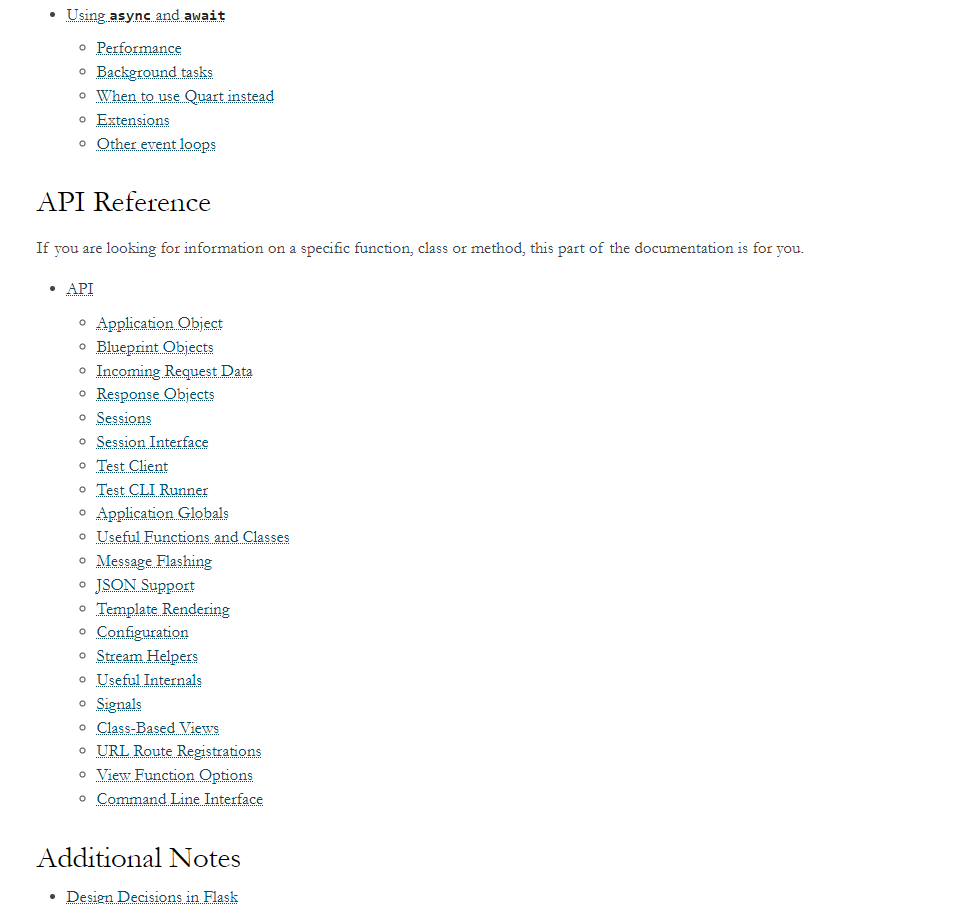 Using async and await
Performance
Background tasks
When to use Quart instead
Extensions
Other event loops
API Reference
If you are looking for information on a specific function, class or method, this part of the documentation is for you.
API
Application Object
Blueprint Objects
Incoming Request Data
Response Objects
Sessions
Session Interface
Test Client
Test CLI Runner
Application Globals
Useful Functions and Classes
Message Flashing
JSON Support
Template Rendering
Configuration
Stream Helpers
Useful Internals
Signals
Class-Based Views
URL Route Registrations
View Function Options
Command Line Interface
Additional Notes
Design Decisions in Flask